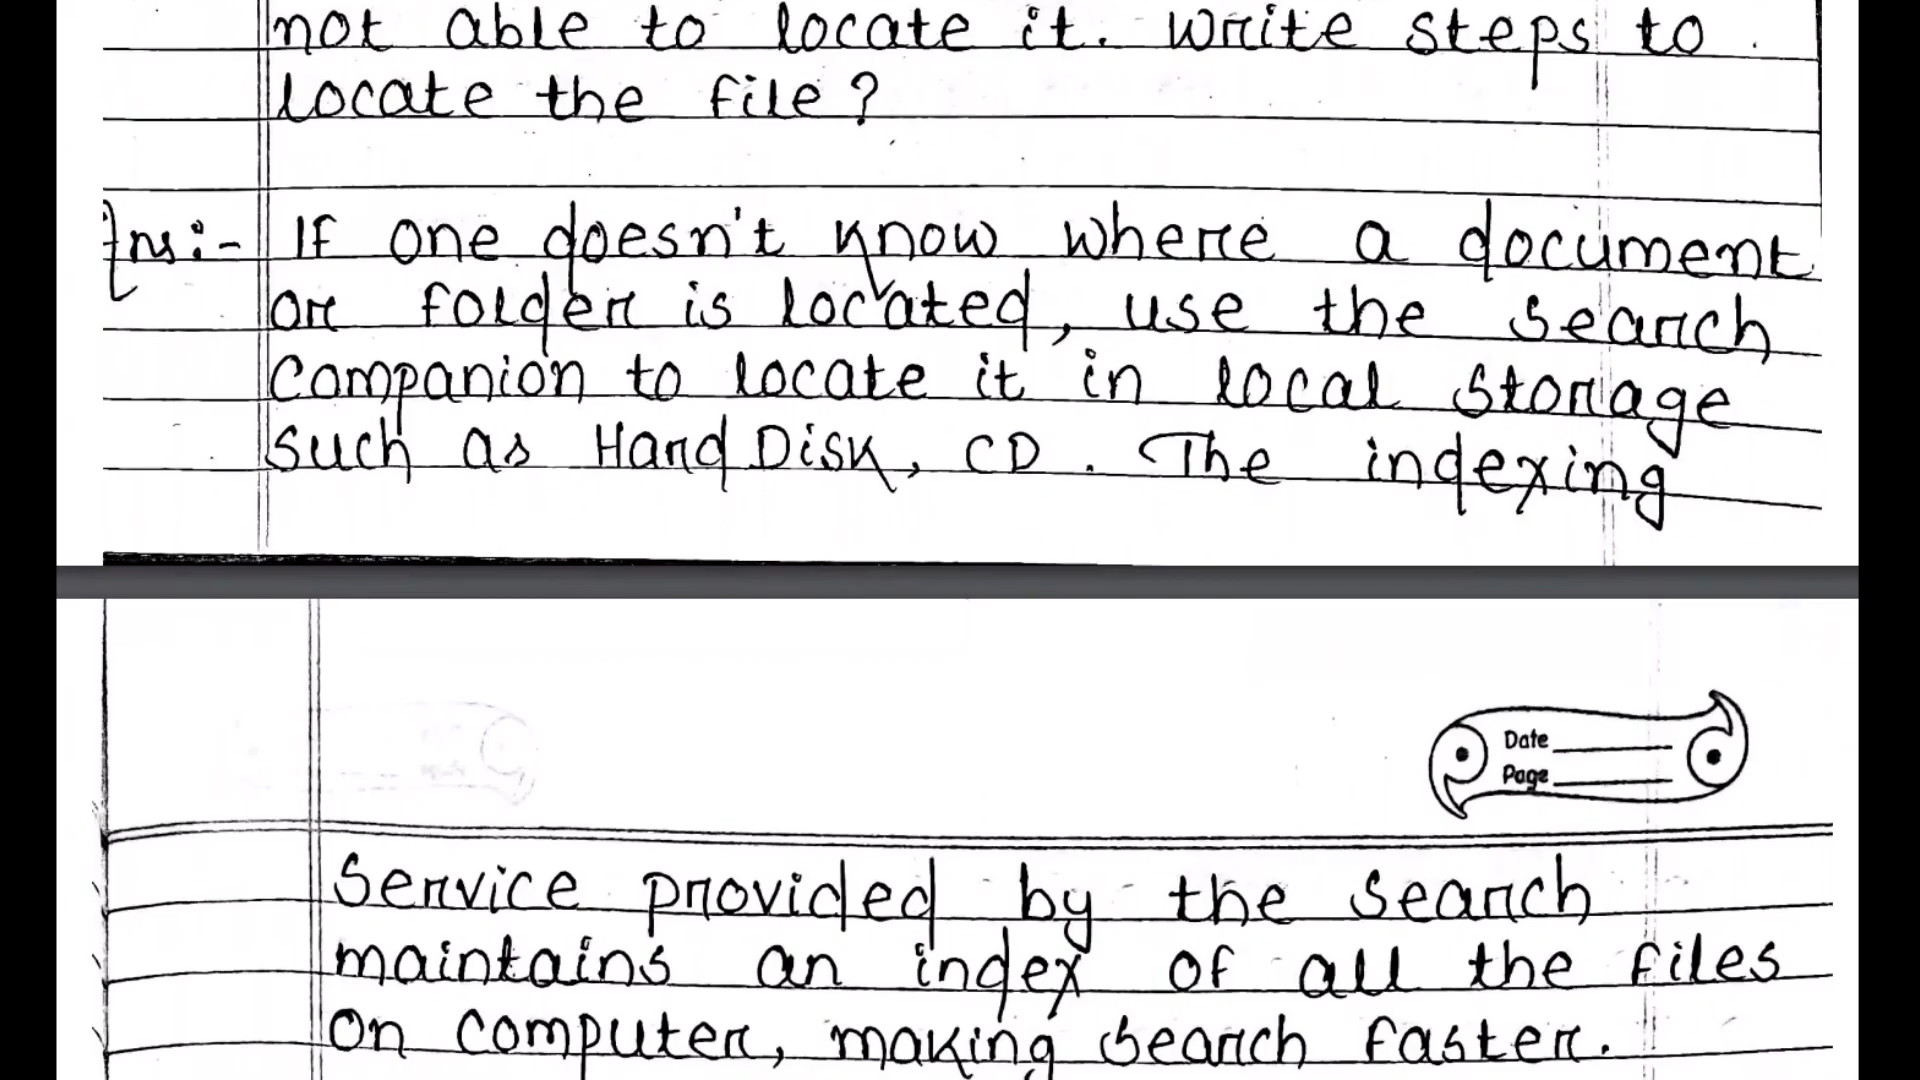 not able to locate it. Write steps to
locate the file?
Ans:- If one doesn't know where a document
or folder is located, use the search
companion to locate it in local storage
such as Hard Disk, CD. The indexing
Date
Page
Service provided by the search
maintains an index of all the files
on computer, making search faster.